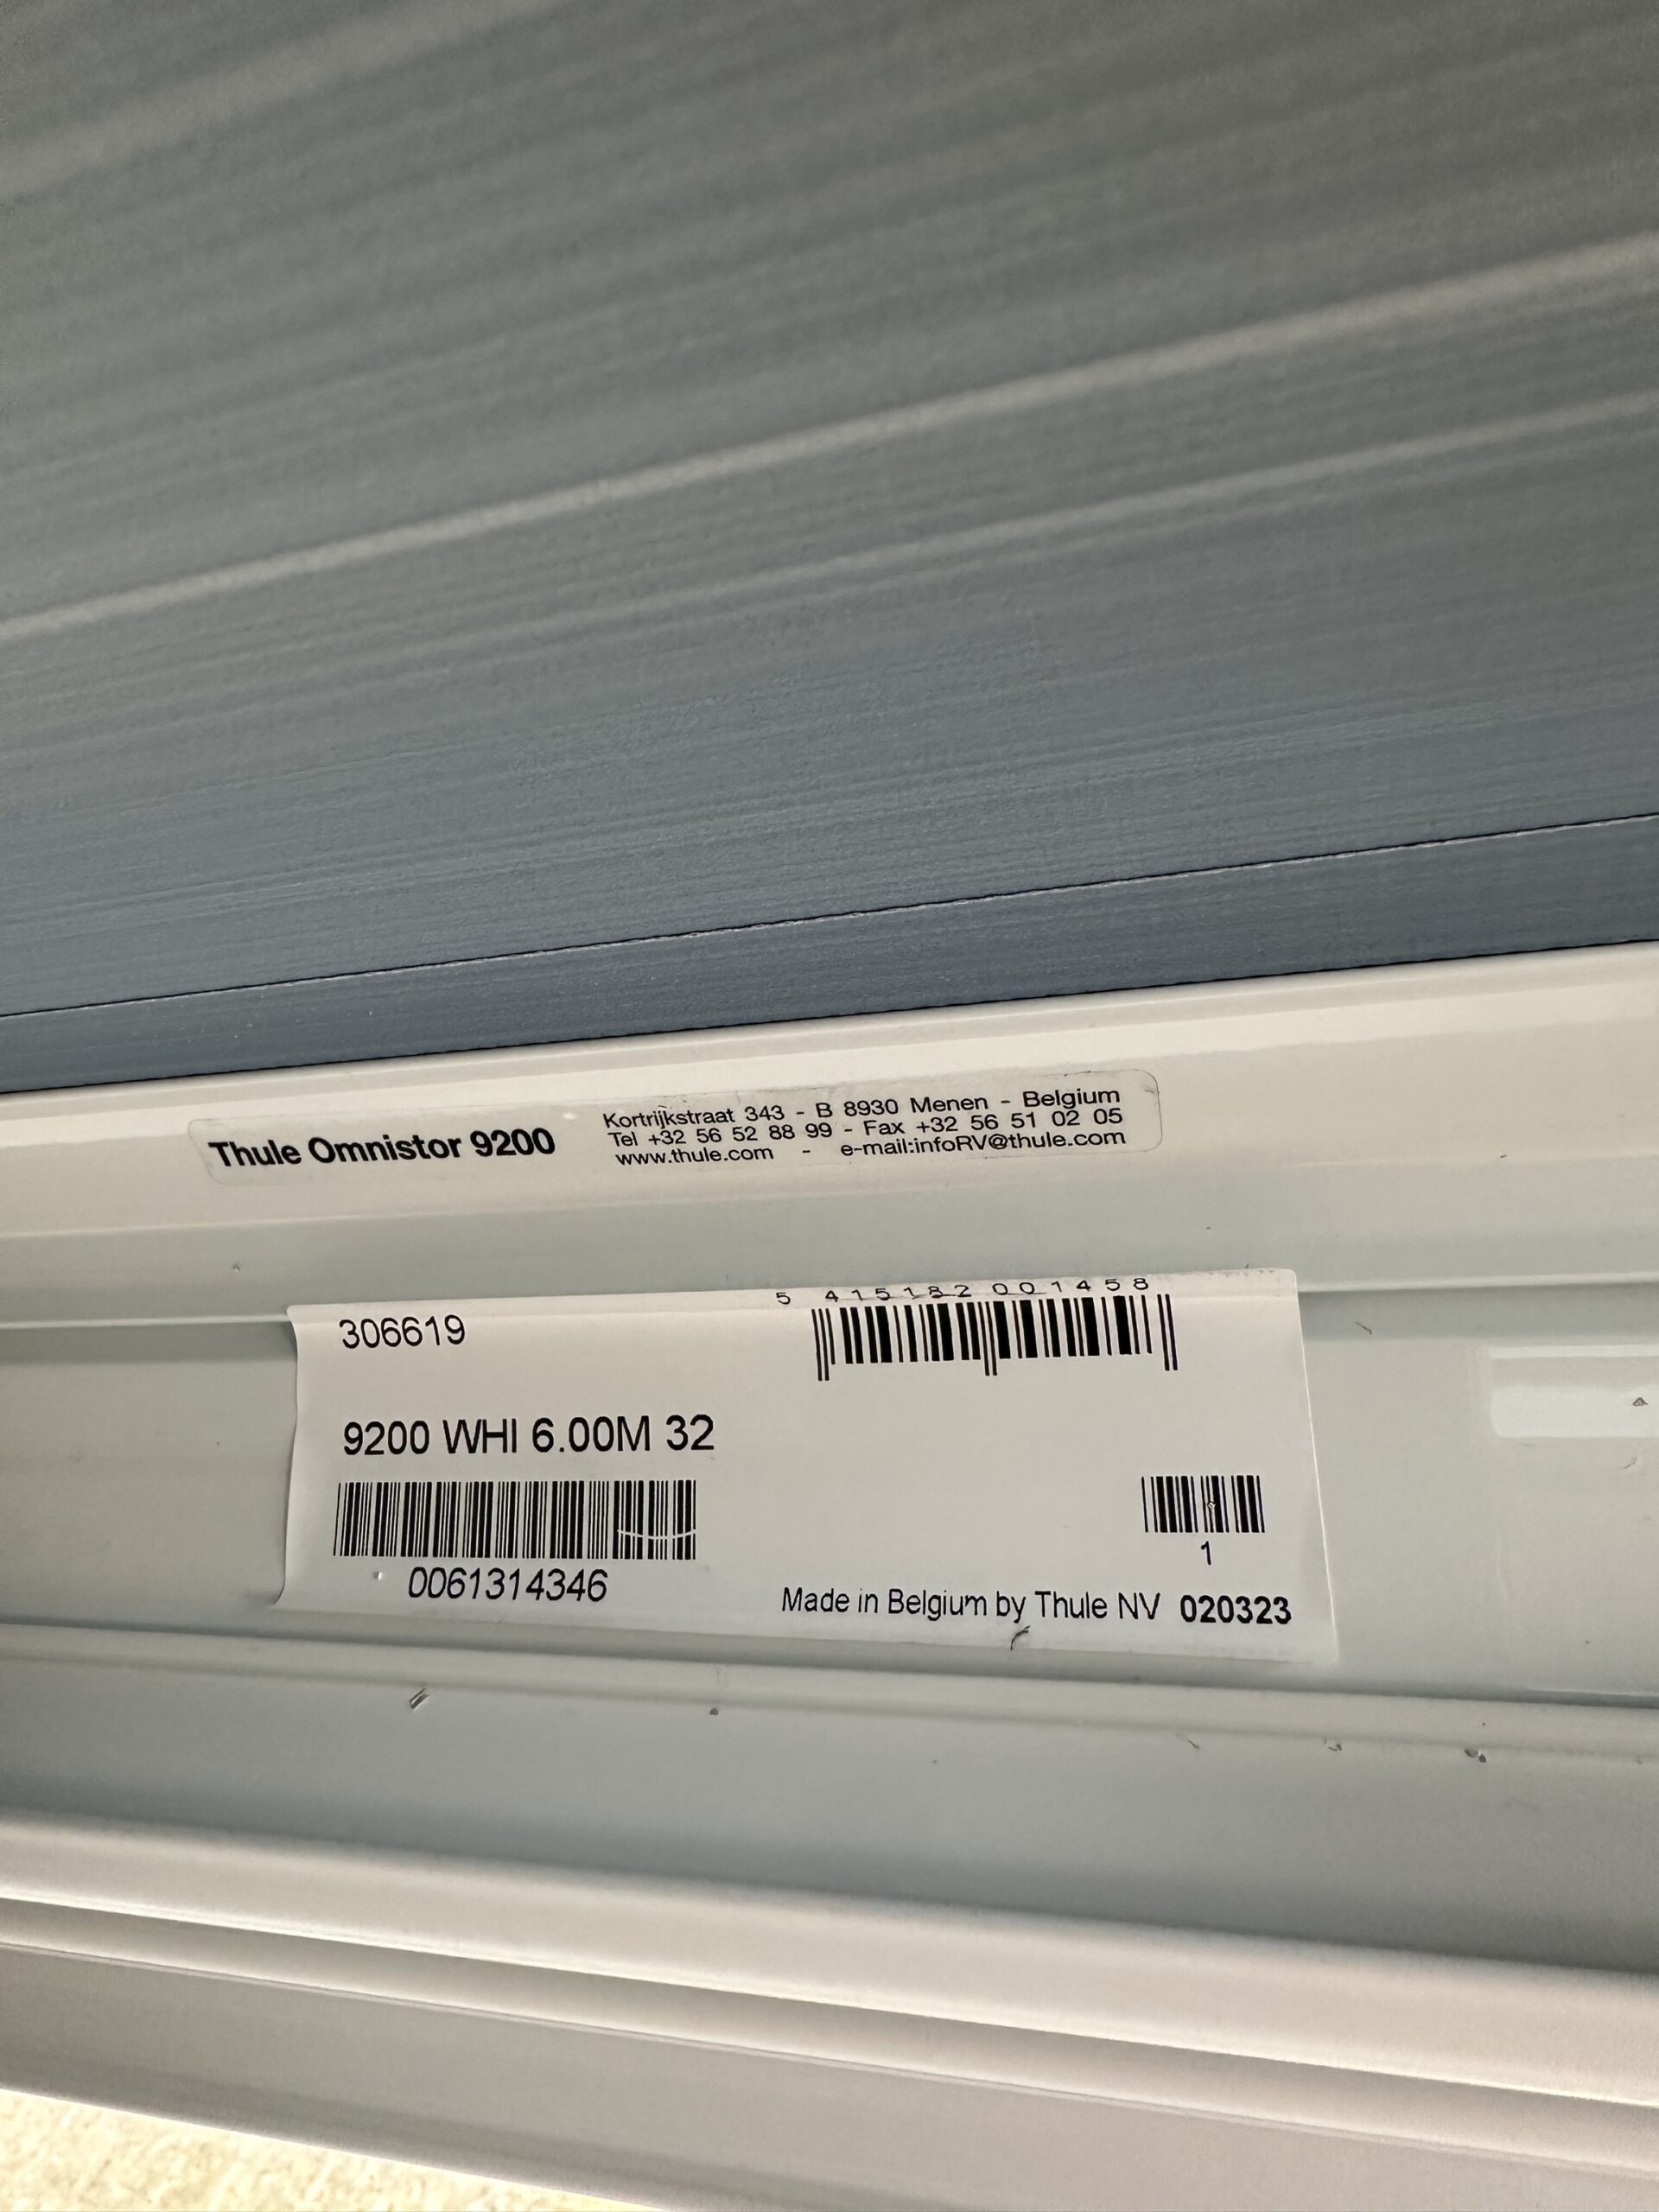 Thule Omnistor 9200
Kortrijkstraat 343 - B 8930 Menen - Belgium
Tel +32 56 52 88 99 - Fax +32 56 51 02 05
www.thule.com - e-mail:infoRV@thule.com
306619
5 415182 001458
9200 WHI 6.00M 32
0061314346
1
Made in Belgium by Thule NV 020323